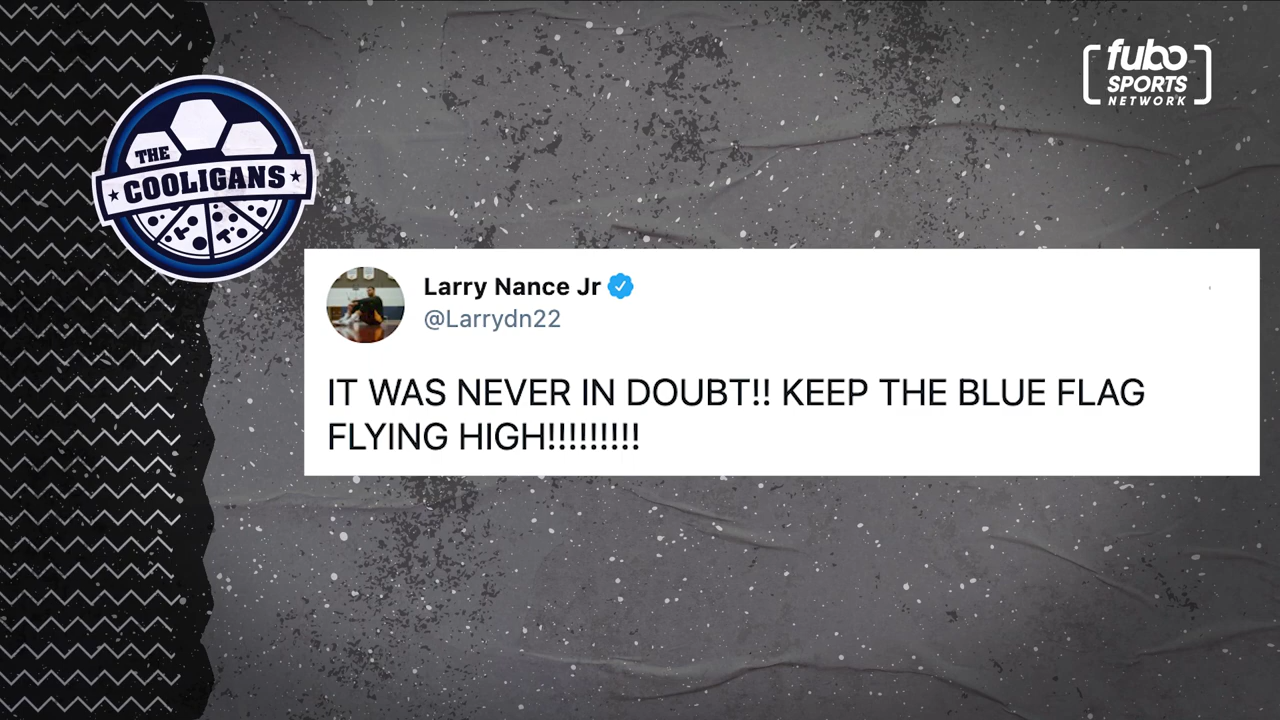 fubo
SPORTS
NETWORK
THE
COOLIGANS
Larry Nance Jr
@Larrydn22
IT WAS NEVER IN DOUBT!! KEEP THE BLUE FLAG
FLYING HIGH!!!!!!!!!